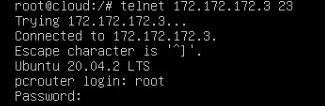 root@cloud:/# telnet 172.172.172.3 23
Trying 172.172.172.3...
Connected to 172.172.172.3.
Escape character is '^]'.
Ubuntu 20.04.2 LTS
pcrouter login: root
Password: